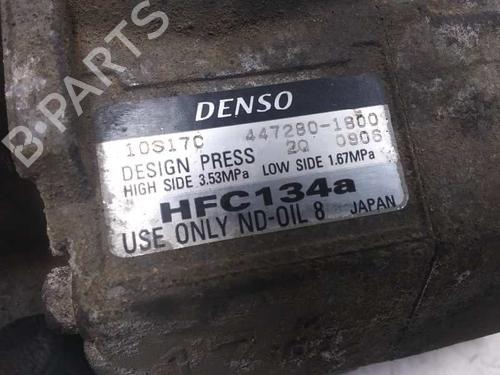 B-PARTS
DENSO
10S17C 447280-1800
DESIGN PRESS 2Q 0906
HIGH SIDE 3.53MPa LOW SIDE 1.67MPa
HFC134a
USE ONLY ND-OIL 8 JAPAN